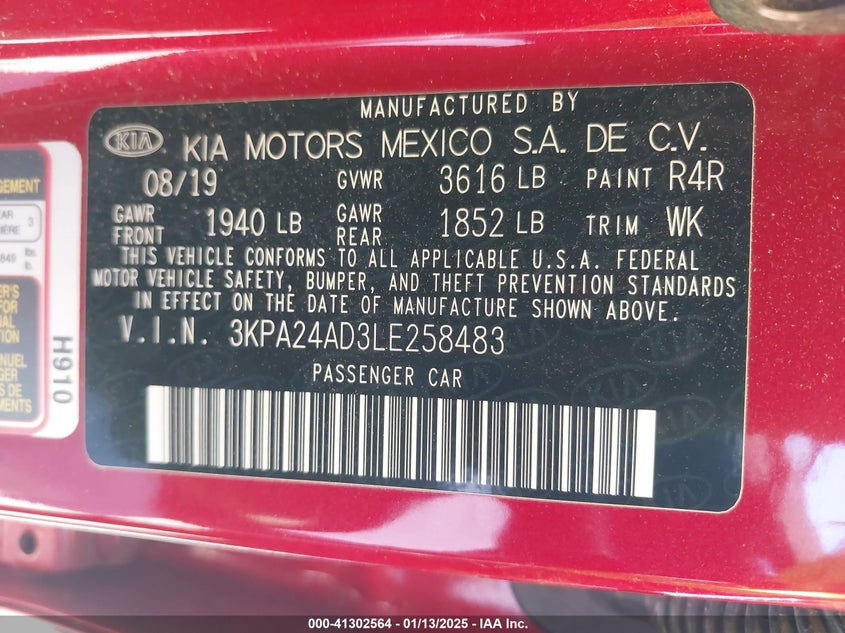 MANUFACTURED BY
KIA KIA MOTORS MEXICO S.A. DE C.V.
08/19 GVWR 3616 LB PAINT R4R
GAWR FRONT 1940 LB GAWR REAR 1852 LB TRIM WK
THIS VEHICLE CONFORMS TO ALL APPLICABLE U.S.A. FEDERAL
MOTOR VEHICLE SAFETY, BUMPER, AND THEFT PREVENTION STANDARDS
IN EFFECT ON THE DATE OF MANUFACTURE SHOWN ABOVE.
V.I.N. 3KPA24AD3LE258483
PASSENGER CAR
H910
000-41302564 - 01/13/2025 - IAA Inc.